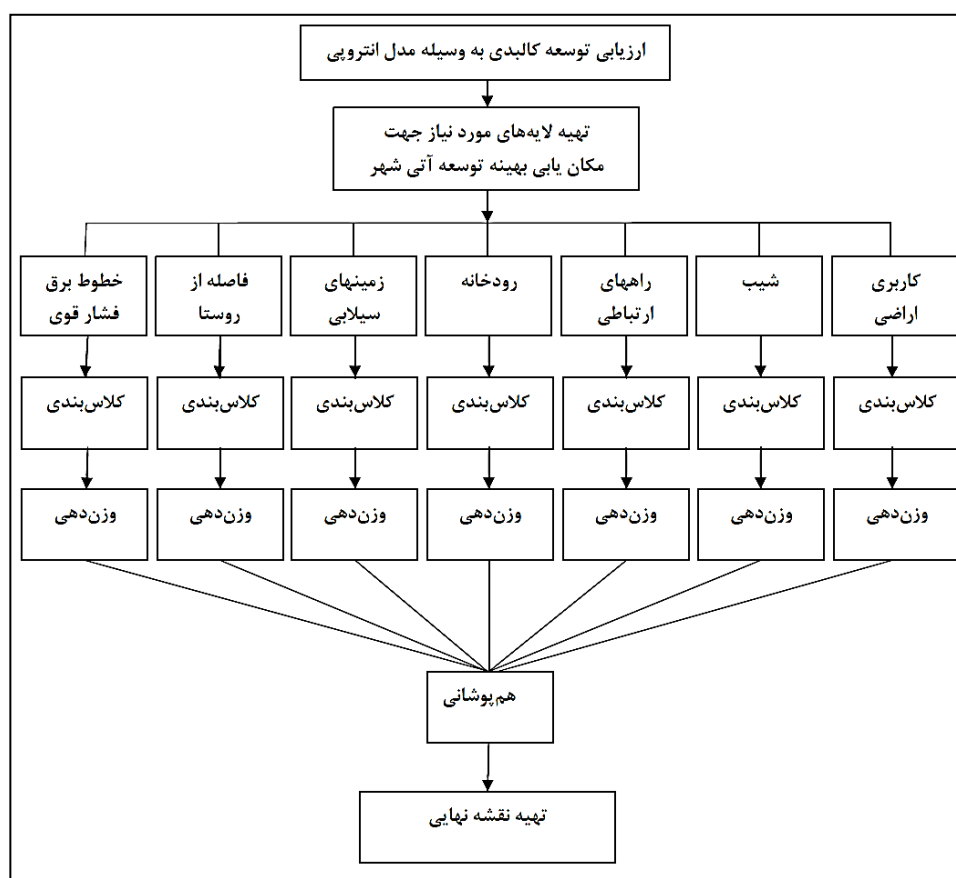 ارزیابی توسعه کالبدی به وسیله مدل انتروپی
تهیه لایه‌های مورد نیاز جهت
مکان یابی بهینه توسعه آتی شهر
کاربری
اراضی
شیب
راههای
ارتباطی
رودخانه
زمینهای
سیلابی
فاصله از
روستا
خطوط برق
فشار قوی
کلاس‌بندی
کلاس‌بندی
کلاس‌بندی
کلاس‌بندی
کلاس‌بندی
کلاس‌بندی
کلاس‌بندی
وزن‌دهی
وزن‌دهی
وزن‌دهی
وزن‌دهی
وزن‌دهی
وزن‌دهی
وزن‌دهی
هم‌پوشانی
تهیه نقشه نهایی